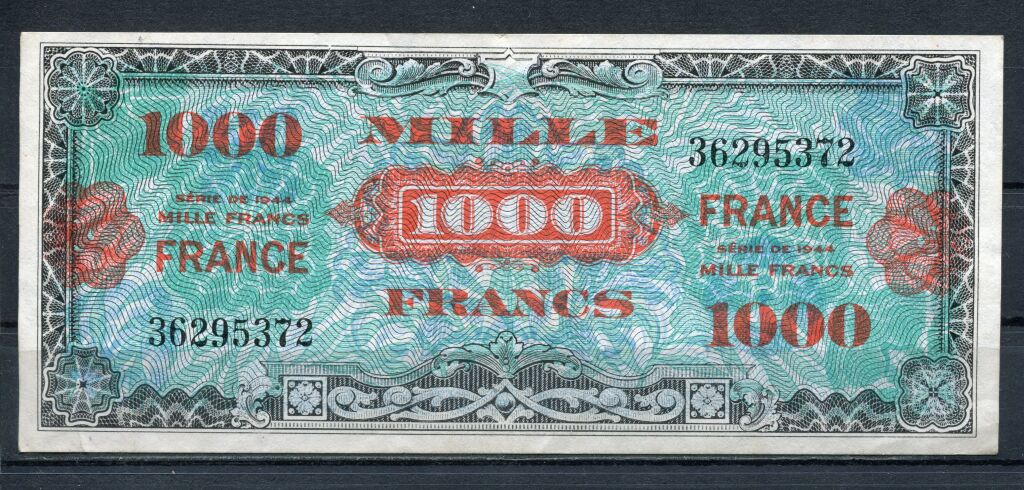 1000
SÉRIE DE 1944
MILLE FRANCS
FRANCE
36295372
MILLE
1000
FRANCS
36295372
FRANCE
SÉRIE DE 1944
MILLE FRANCS
1000